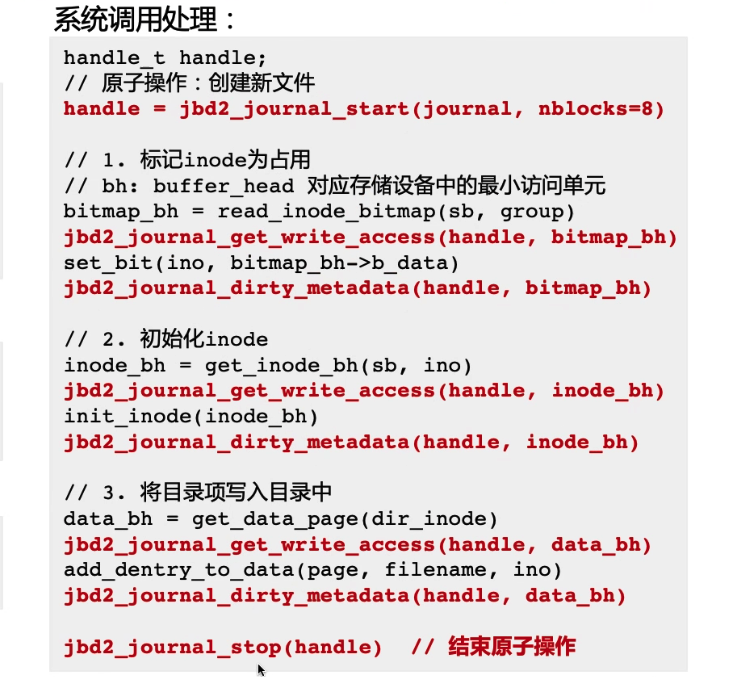 系统调用处理：
handle_t handle;
// 原子操作：创建新文件
handle = jbd2_journal_start(journal, nblocks=8)
// 1. 标记inode为占用
// bh: buffer_head 对应存储设备中的最小访问单元
bitmap_bh = read_inode_bitmap(sb, group)
jbd2_journal_get_write_access(handle, bitmap_bh)
set_bit(ino, bitmap_bh->b_data)
jbd2_journal_dirty_metadata(handle, bitmap_bh)
// 2. 初始化inode
inode_bh = get_inode_bh(sb, ino)
jbd2_journal_get_write_access(handle, inode_bh)
init_inode(inode_bh)
jbd2_journal_dirty_metadata(handle, inode_bh)
// 3. 将目录项写入目录中
data_bh = get_data_page(dir_inode)
jbd2_journal_get_write_access(handle, data_bh)
add_dentry_to_data(page, filename, ino)
jbd2_journal_dirty_metadata(handle, data_bh)
jbd2_journal_stop(handle) // 结束原子操作